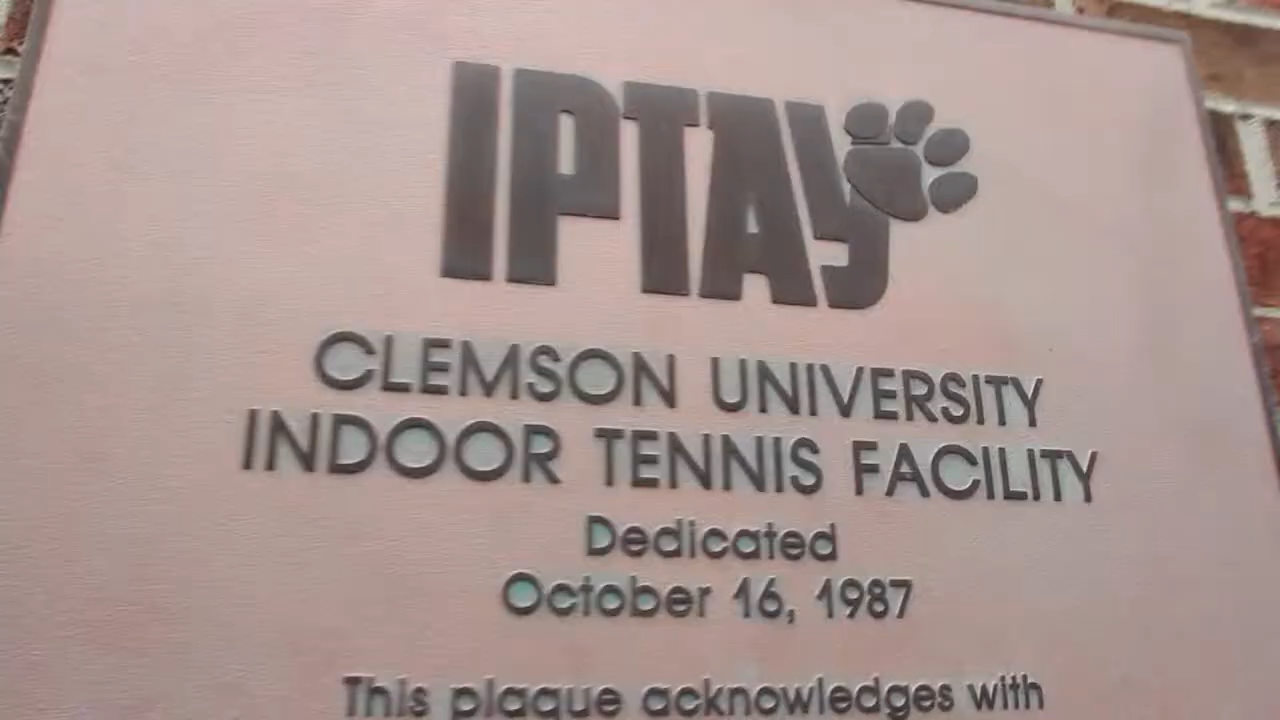 IPTAY
CLEMSON UNIVERSITY
INDOOR TENNIS FACILITY
Dedicated
October 16, 1987
This plaque acknowledges with